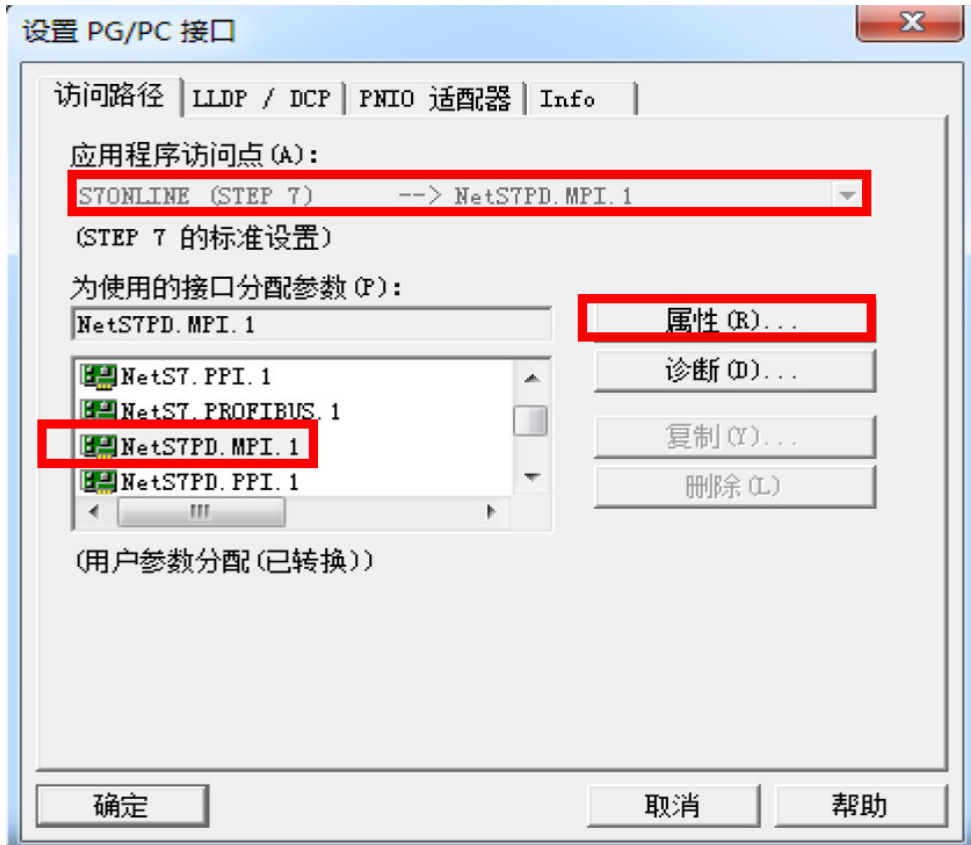 设置 PG/PC 接口
访问路径 LLDP / DCP PNIO 适配器 Info
应用程序访问点(A):
S7ONLINE (STEP 7) --> NetS7PD.MPI.1
(STEP 7 的标准设置)
为使用的接口分配参数(P):
NetS7PD.MPI.1
属性(R)...
NetS7.PPI.1
NetS7.PROFIBUS.1
NetS7PD.MPI.1
NetS7PD.PPI.1
诊断(D)...
复制(Y)...
删除(L)
(用户参数分配(已转换))
确定 取消 帮助